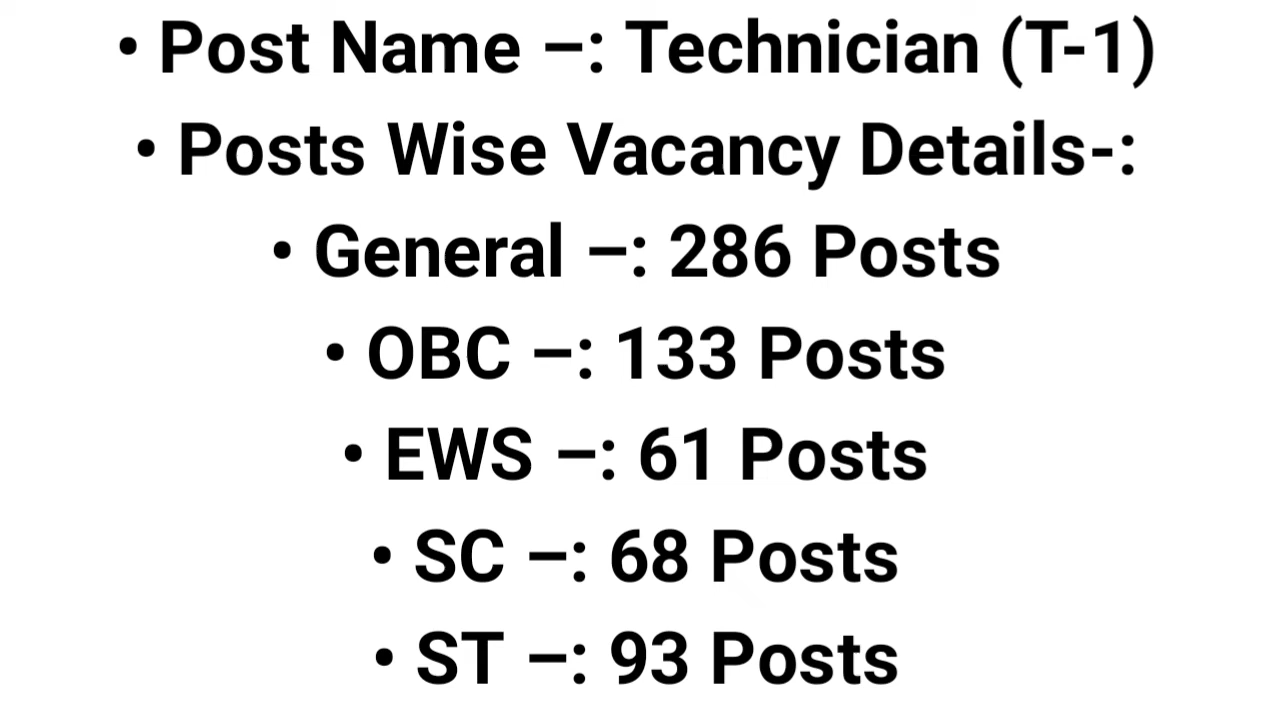 • Post Name –: Technician (T-1)
• Posts Wise Vacancy Details-:
• General –: 286 Posts
• OBC –: 133 Posts
• EWS –: 61 Posts
• SC –: 68 Posts
• ST –: 93 Posts